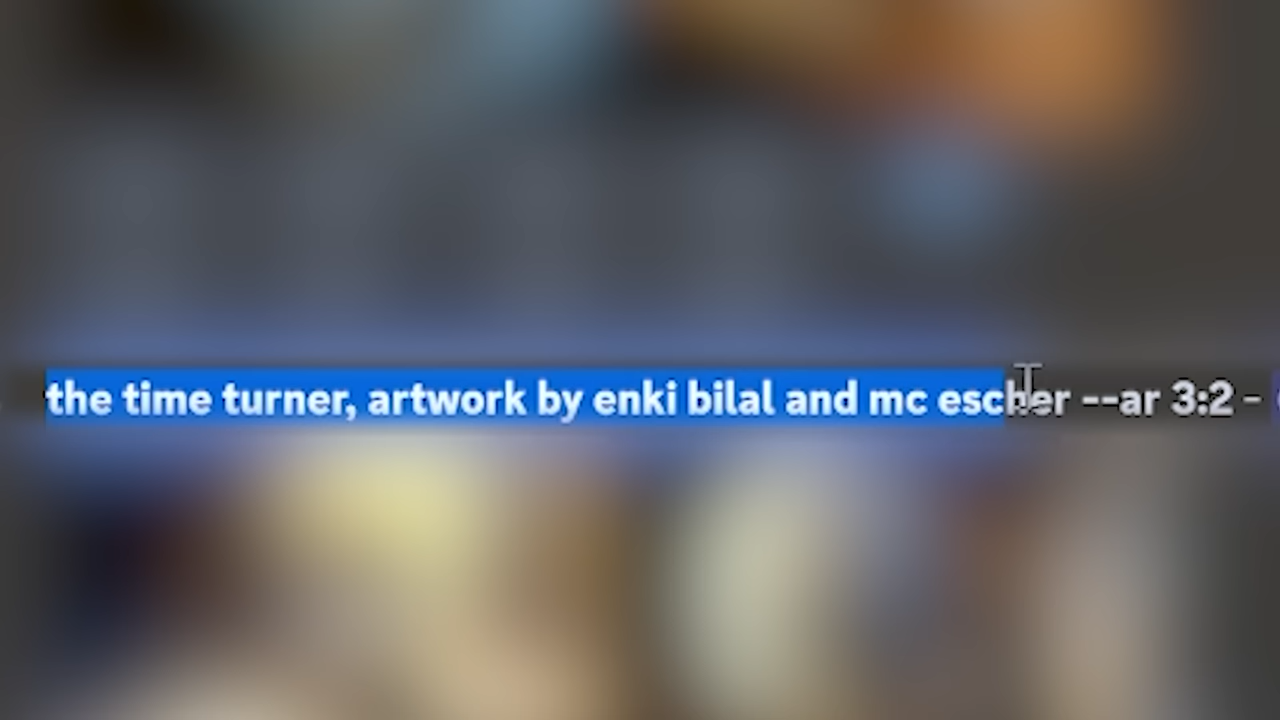 the time turner, artwork by enki bilal and mc escher --ar 3:2 -